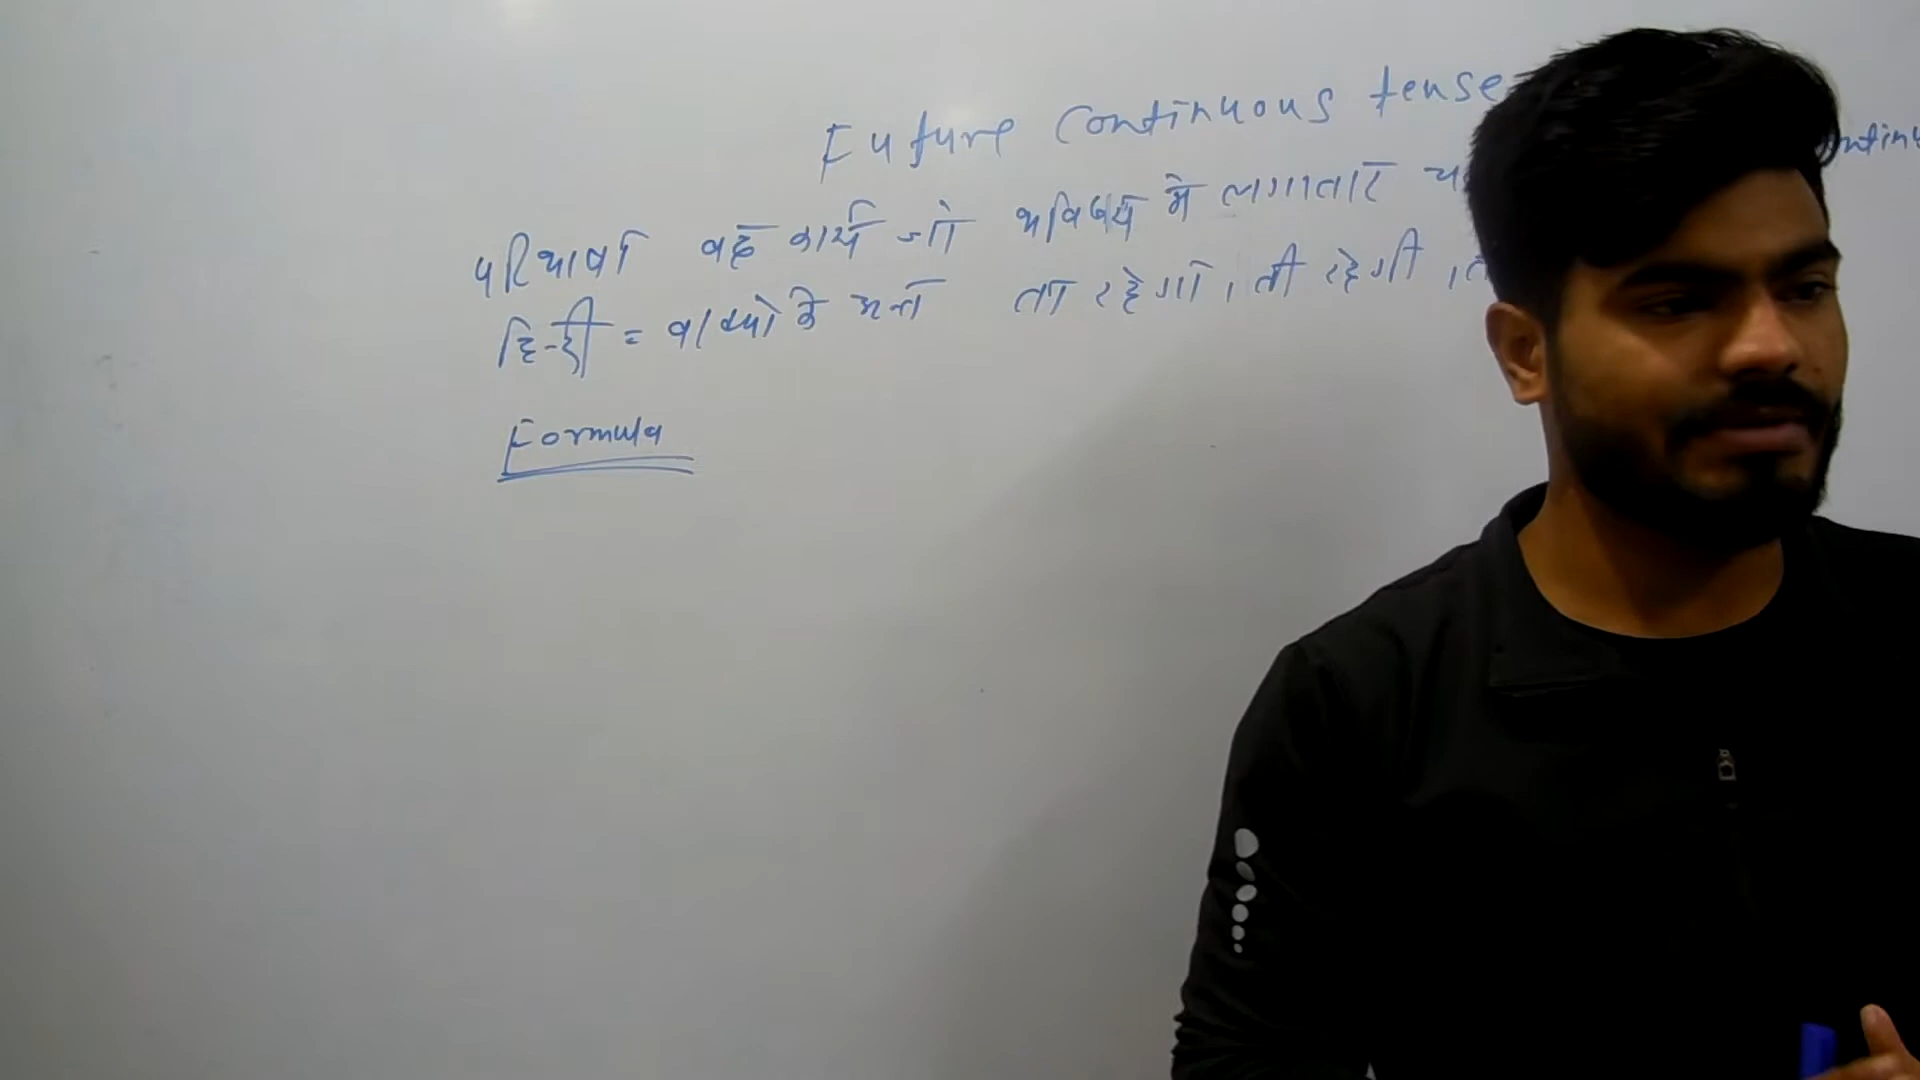 Future Continuous tense
परिभाषा वह कार्य जो भविष्य मे लगातार
हिन्दी = वाक्यो के अन्त ता रहेगा, ती रहेगी,
Formula